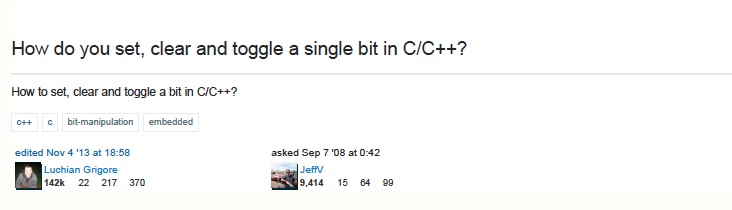 How do you set, clear and toggle a single bit in C/C++?
How to set, clear and toggle a bit in C/C++?
c++ c bit-manipulation embedded
edited Nov 4 '13 at 18:58
Luchian Grigore
142k 22 217 370
asked Sep 7 '08 at 0:42
JeffV
9,414 15 64 99